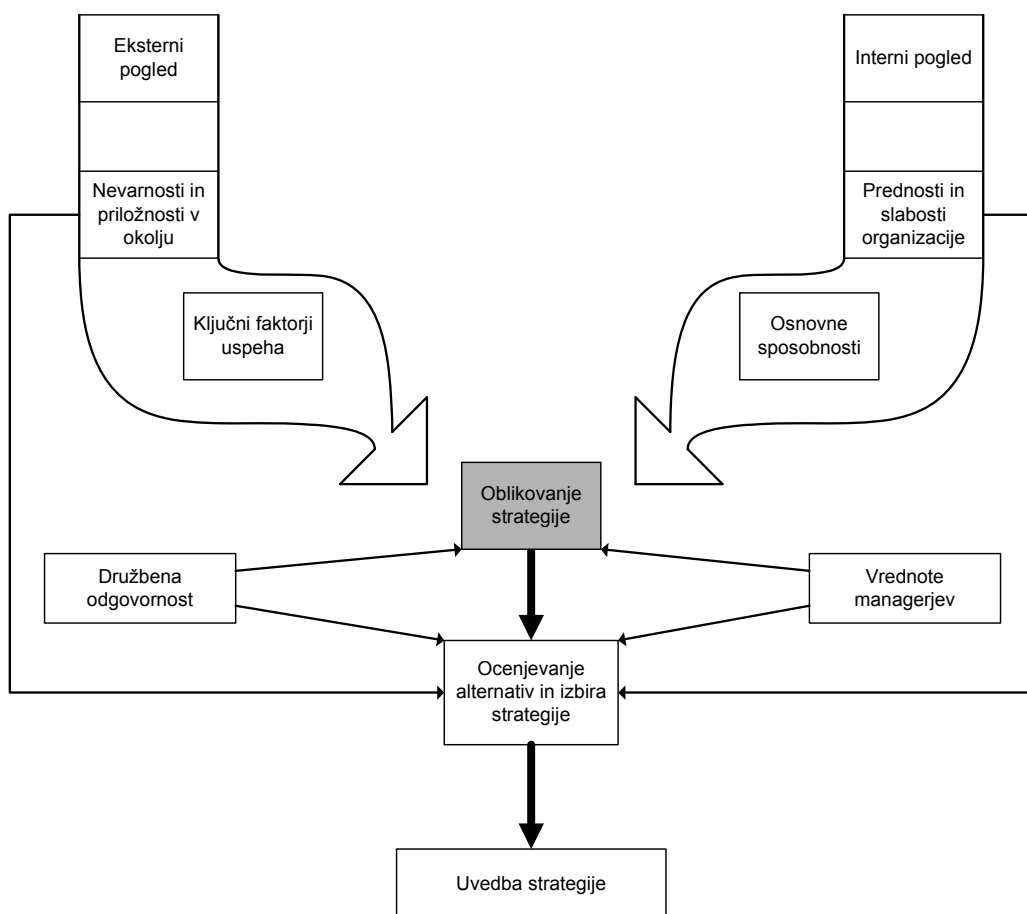 Eksterni
pogled
Interni pogled
Nevarnosti in
priložnosti v
okolju
Prednosti in
slabosti
organizacije
Ključni faktorji
uspeha
Osnovne
sposobnosti
Oblikovanje
strategije
Družbena
odgovornost
Vrednote
managerjev
Ocenjevanje
alternativ in izbira
strategije
Uvedba strategije